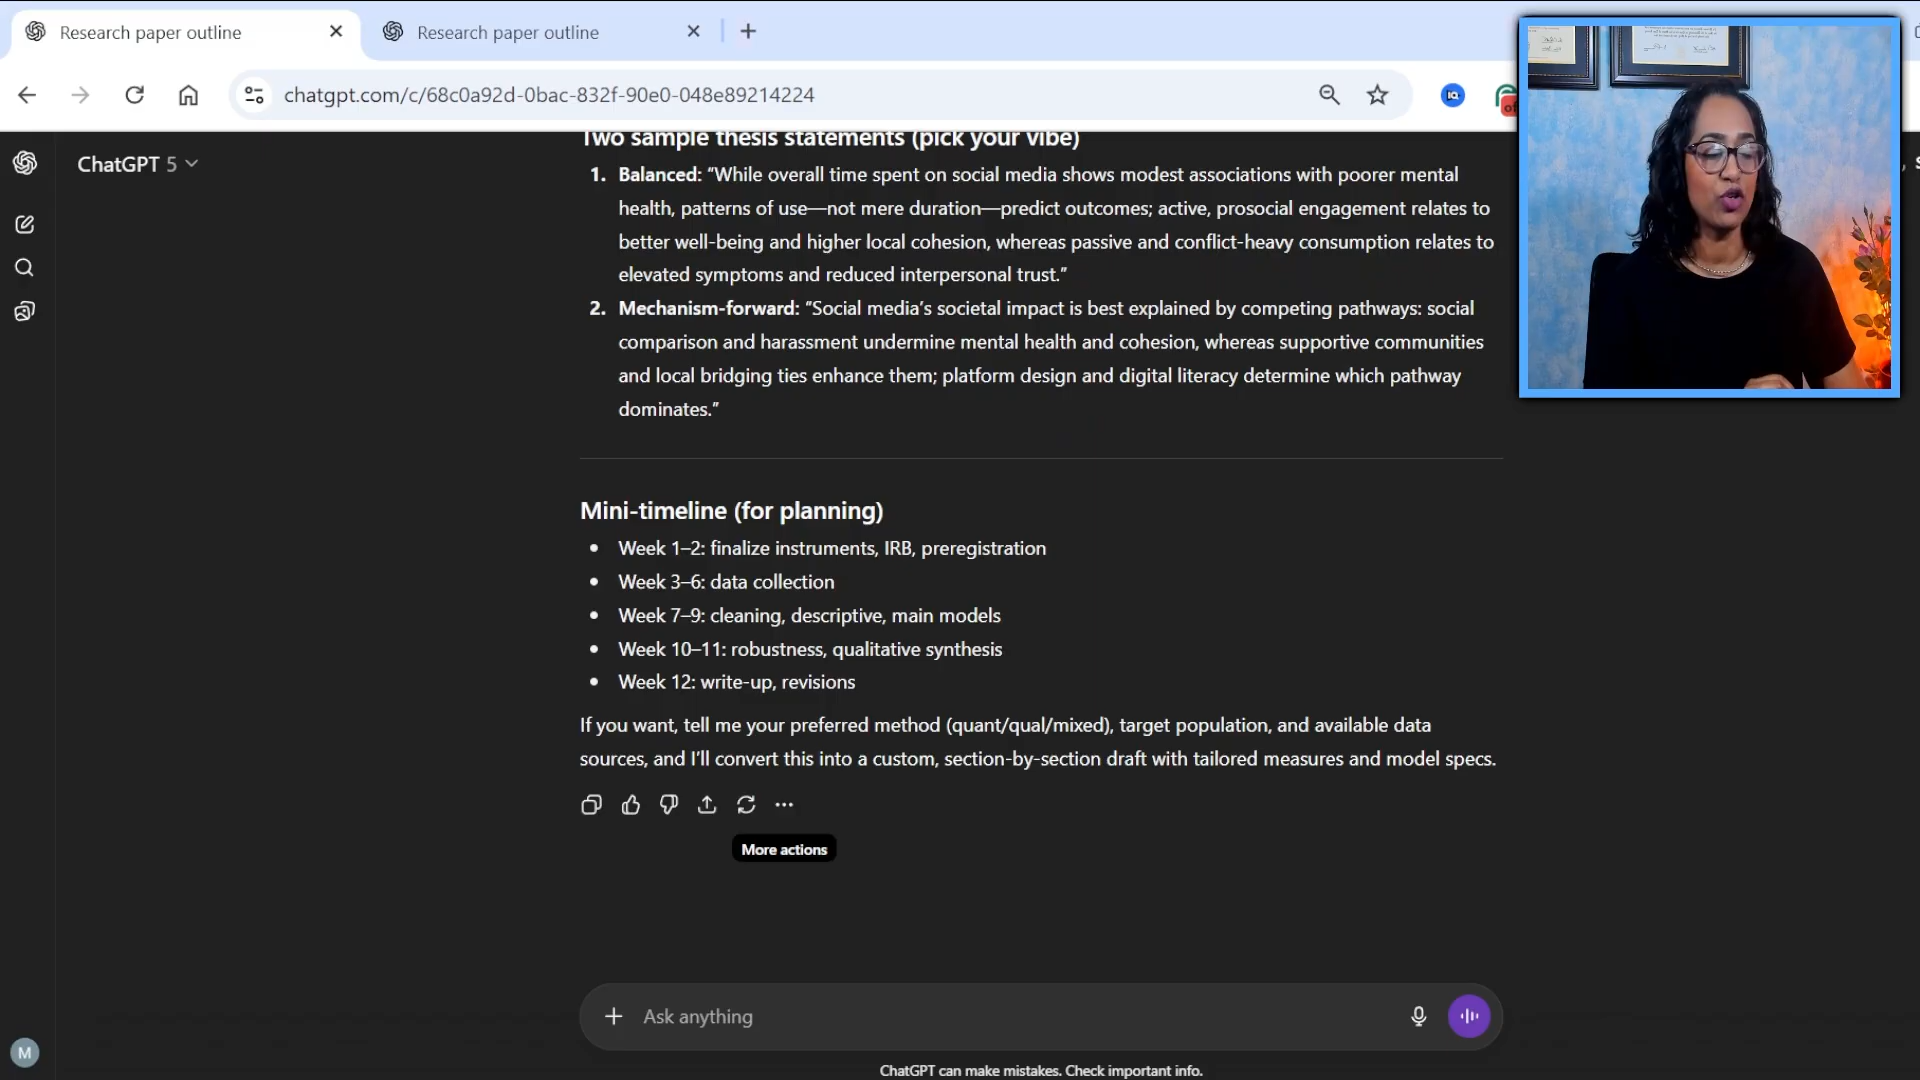 Research paper outline
Research paper outline
chatgpt.com/c/68c0a92d-0bac-832f-90e0-048e89214224
IQ
of
ChatGPT 5
Two sample thesis statements (pick your vibe)
1. Balanced: “While overall time spent on social media shows modest associations with poorer mental
health, patterns of use—not mere duration—predict outcomes; active, prosocial engagement relates to
better well-being and higher local cohesion, whereas passive and conflict-heavy consumption relates to
elevated symptoms and reduced interpersonal trust.”
2. Mechanism-forward: “Social media’s societal impact is best explained by competing pathways: social
comparison and harassment undermine mental health and cohesion, whereas supportive communities
and local bridging ties enhance them; platform design and digital literacy determine which pathway
dominates.”
Mini-timeline (for planning)
• Week 1–2: finalize instruments, IRB, preregistration
• Week 3–6: data collection
• Week 7–9: cleaning, descriptive, main models
• Week 10–11: robustness, qualitative synthesis
• Week 12: write-up, revisions
If you want, tell me your preferred method (quant/qual/mixed), target population, and available data
sources, and I’ll convert this into a custom, section-by-section draft with tailored measures and model specs.
More actions
Ask anything
M
ChatGPT can make mistakes. Check important info.